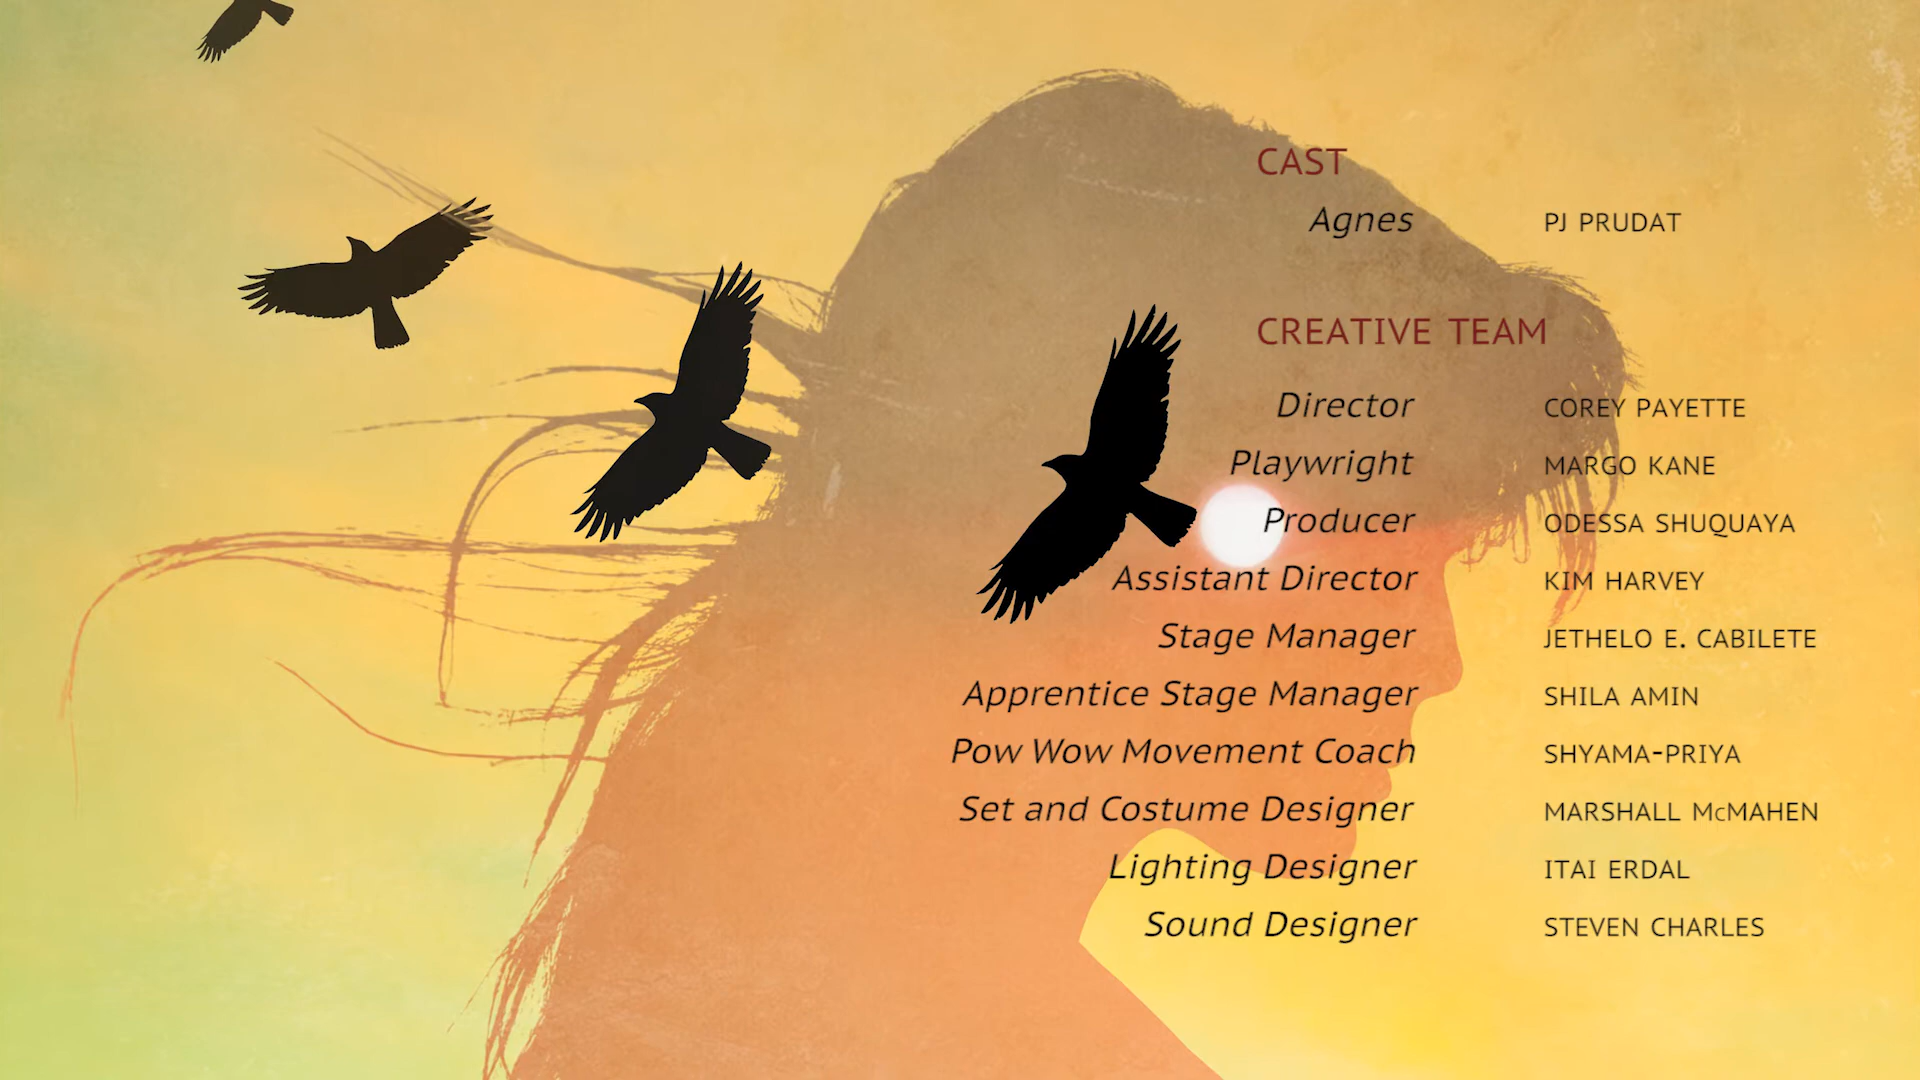 CAST
Agnes PJ PRUDAT
CREATIVE TEAM
Director COREY PAYETTE
Playwright MARGO KANE
Producer ODESSA SHUQUAYA
Assistant Director KIM HARVEY
Stage Manager JETHELO E. CABILETE
Apprentice Stage Manager SHILA AMIN
Pow Wow Movement Coach SHYAMA-PRIYA
Set and Costume Designer MARSHALL McMAHEN
Lighting Designer ITAI ERDAL
Sound Designer STEVEN CHARLES